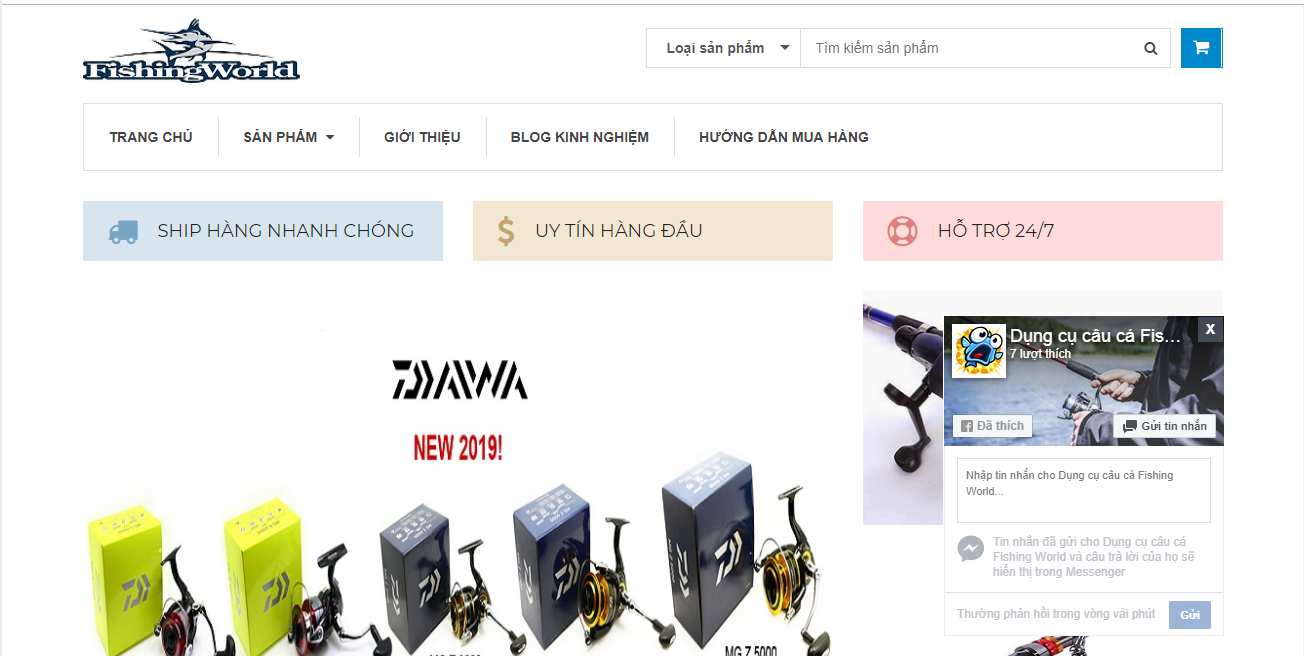 FishingWorld
Loại sản phẩm
Tìm kiếm sản phẩm
TRANG CHỦ
SẢN PHẨM
GIỚI THIỆU
BLOG KINH NGHIỆM
HƯỚNG DẪN MUA HÀNG
SHIP HÀNG NHANH CHÓNG
UY TÍN HÀNG ĐẦU
HỖ TRỢ 24/7
DAIWA
NEW 2019!
MG Z 5000
X
Dụng cụ câu cá Fis...
7 lượt thích
Đã thích
Gửi tin nhắn
Nhập tin nhắn cho Dụng cụ câu cá Fishing
World...
Tin nhắn đã gửi cho Dụng cụ câu cá
Fishing World và câu trả lời của họ sẽ
hiển thị trong Messenger
Thường phản hồi trong vòng vài phút
Gửi